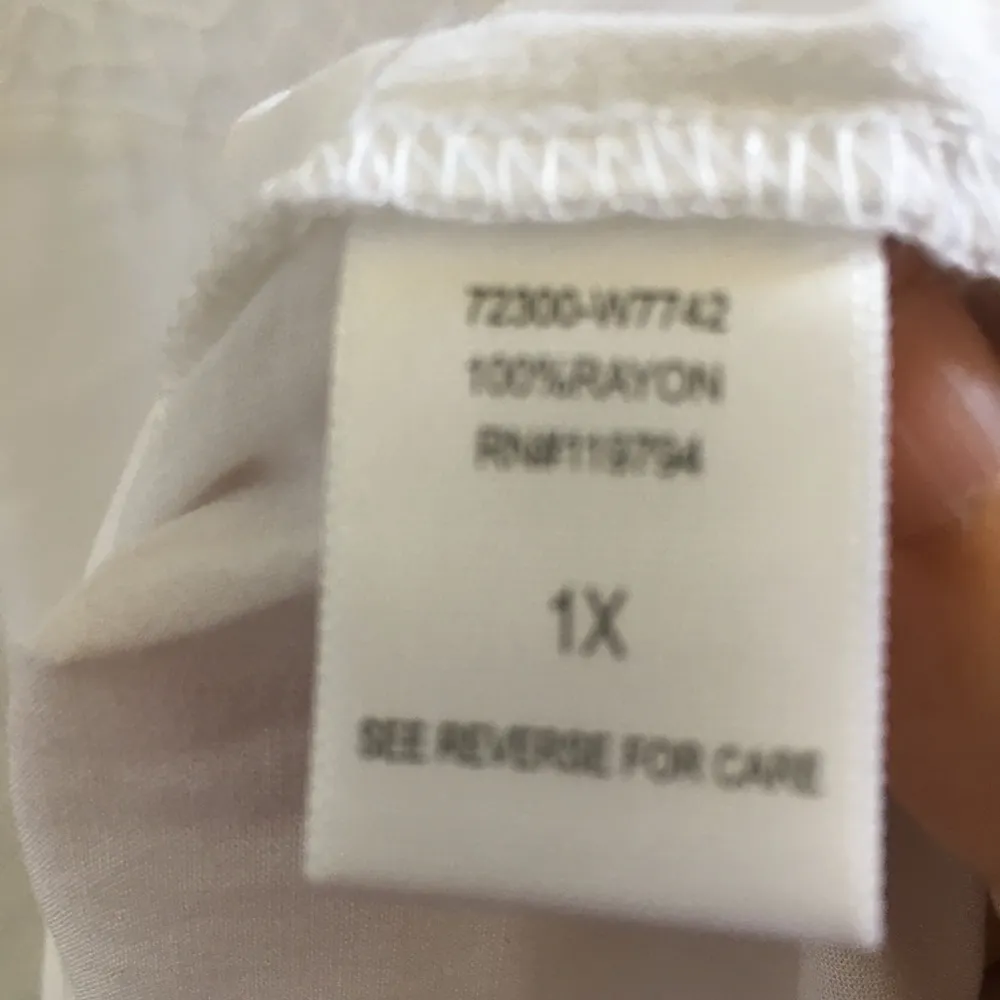 72300-W7742
100%RAYON
RN#119794
1X
SEE REVERSE FOR CARE